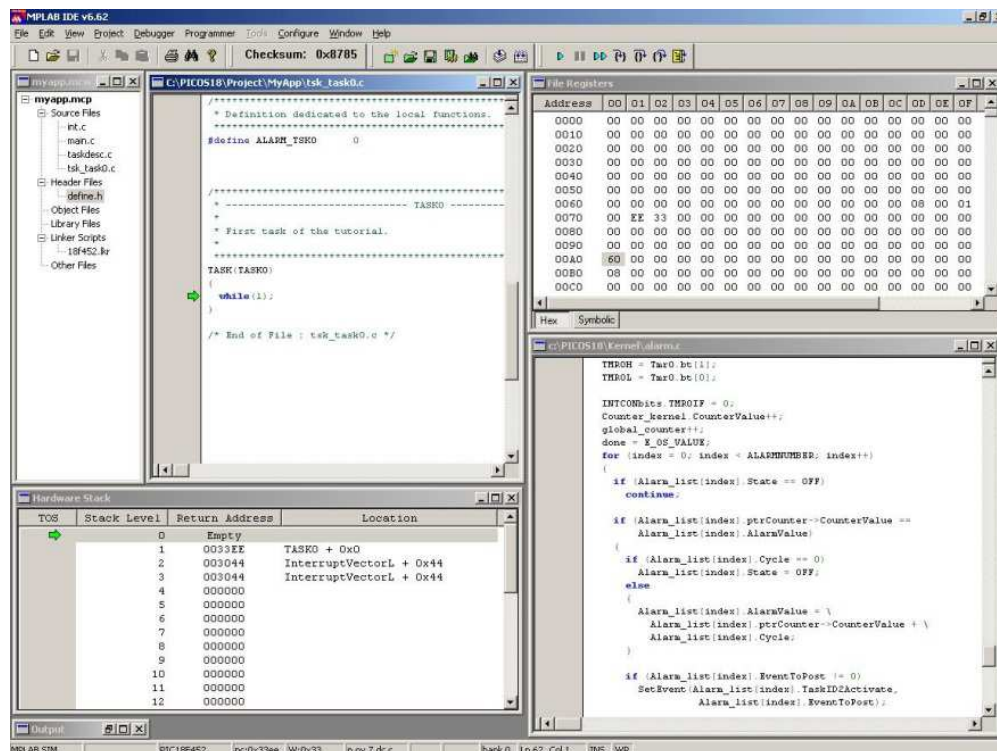 MPLAB IDE v6.62
File Edit View Project Debugger Programmer Tools Configure Window Help
Checksum: 0x8785
myapp.mcp
myapp.mcp
Source Files
int.c
main.c
taskdesc.c
tsk_task0.c
Header Files
define.h
Object Files
Library Files
Linker Scripts
18f452.lkr
Other Files
C:\PICOS18\Project\MyApp\tsk_task0.c
/**********************************************
* Definition dedicated to the local functions.
**********************************************
#define ALARM_TSK0 0
/**********************************************
* ------------------------------ TASK0 --------
*
* First task of the tutorial.
*
**********************************************
TASK(TASK0)
{
while(1);
}
/* End of File : tsk_task0.c */
File Registers
Address 00 01 02 03 04 05 06 07 08 09 0A 0B 0C 0D 0E 0F
0000 00 00 00 00 00 00 00 00 00 00 00 00 00 00 00 00
0010 00 00 00 00 00 00 00 00 00 00 00 00 00 00 00 00
0020 00 00 00 00 00 00 00 00 00 00 00 00 00 00 00 00
0030 00 00 00 00 00 00 00 00 00 00 00 00 00 00 00 00
0040 00 00 00 00 00 00 00 00 00 00 00 00 00 00 00 00
0050 00 00 00 00 00 00 00 00 00 00 00 00 00 00 00 00
0060 00 00 00 00 00 00 00 00 00 00 00 00 00 08 00 01
0070 00 EE 33 00 00 00 00 00 00 00 00 00 00 00 00 00
0080 00 00 00 00 00 00 00 00 00 00 00 00 00 00 00 00
0090 00 00 00 00 00 00 00 00 00 00 00 00 00 00 00 00
00A0 60 00 00 00 00 00 00 00 00 00 00 00 00 00 00 00
00B0 08 00 00 00 00 00 00 00 00 00 00 00 00 00 00 00
00C0 00 00 00 00 00 00 00 00 00 00 00 00 00 00 00 00
Hex Symbolic
c:\PICOS18\Kernel\alarm.c
TMR0H = Tmr0.bt[1];
TMR0L = Tmr0.bt[0];
INTCONbits.TMR0IF = 0;
Counter_kernel.CounterValue++;
global_counter++;
done = E_OS_VALUE;
for (index = 0; index < ALARMNUMBER; index++)
{
if (Alarm_list[index].State == OFF)
continue;
if (Alarm_list[index].ptrCounter->CounterValue ==
Alarm_list[index].AlarmValue)
{
if (Alarm_list[index].Cycle == 0)
Alarm_list[index].State = OFF;
else
{
Alarm_list[index].AlarmValue = \
Alarm_list[index].ptrCounter->CounterValue + \
Alarm_list[index].Cycle;
}
if (Alarm_list[index].EventToPost != 0)
SetEvent(Alarm_list[index].TaskID2Activate,
Alarm_list[index].EventToPost);
Hardware Stack
TOS Stack Level Return Address Location
0 Empty
1 0033EE TASK0 + 0x0
2 003044 InterruptVectorL + 0x44
3 003044 InterruptVectorL + 0x44
4 000000
5 000000
6 000000
7 000000
8 000000
9 000000
10 000000
11 000000
12 000000
Output
MPLAB SIM PIC18F452 pc:0x33ee W:0x33 n ov z dc c bank 0 Ln 62, Col 1 INS WR